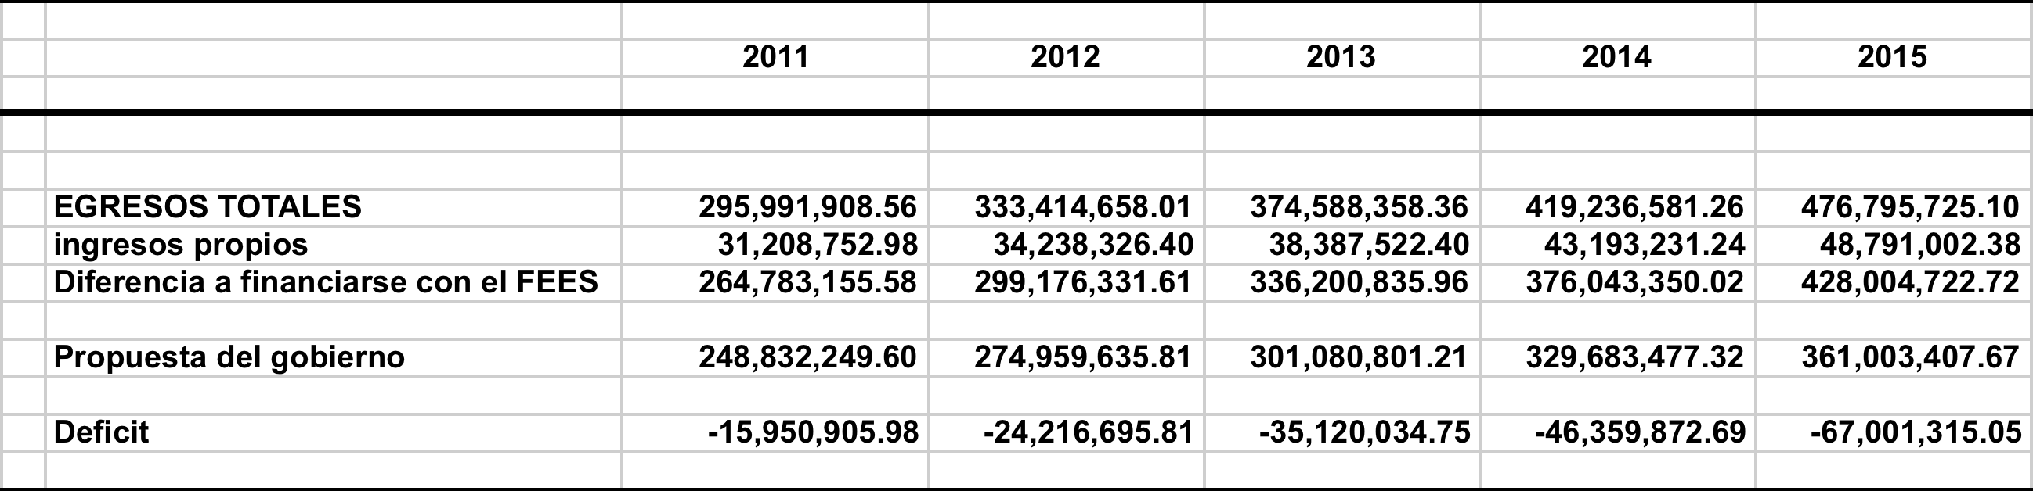 2011 2012 2013 2014 2015
EGRESOS TOTALES 295,991,908.56 333,414,658.01 374,588,358.36 419,236,581.26 476,795,725.10
ingresos propios 31,208,752.98 34,238,326.40 38,387,522.40 43,193,231.24 48,791,002.38
Diferencia a financiarse con el FEES 264,783,155.58 299,176,331.61 336,200,835.96 376,043,350.02 428,004,722.72
Propuesta del gobierno 248,832,249.60 274,959,635.81 301,080,801.21 329,683,477.32 361,003,407.67
Deficit -15,950,905.98 -24,216,695.81 -35,120,034.75 -46,359,872.69 -67,001,315.05